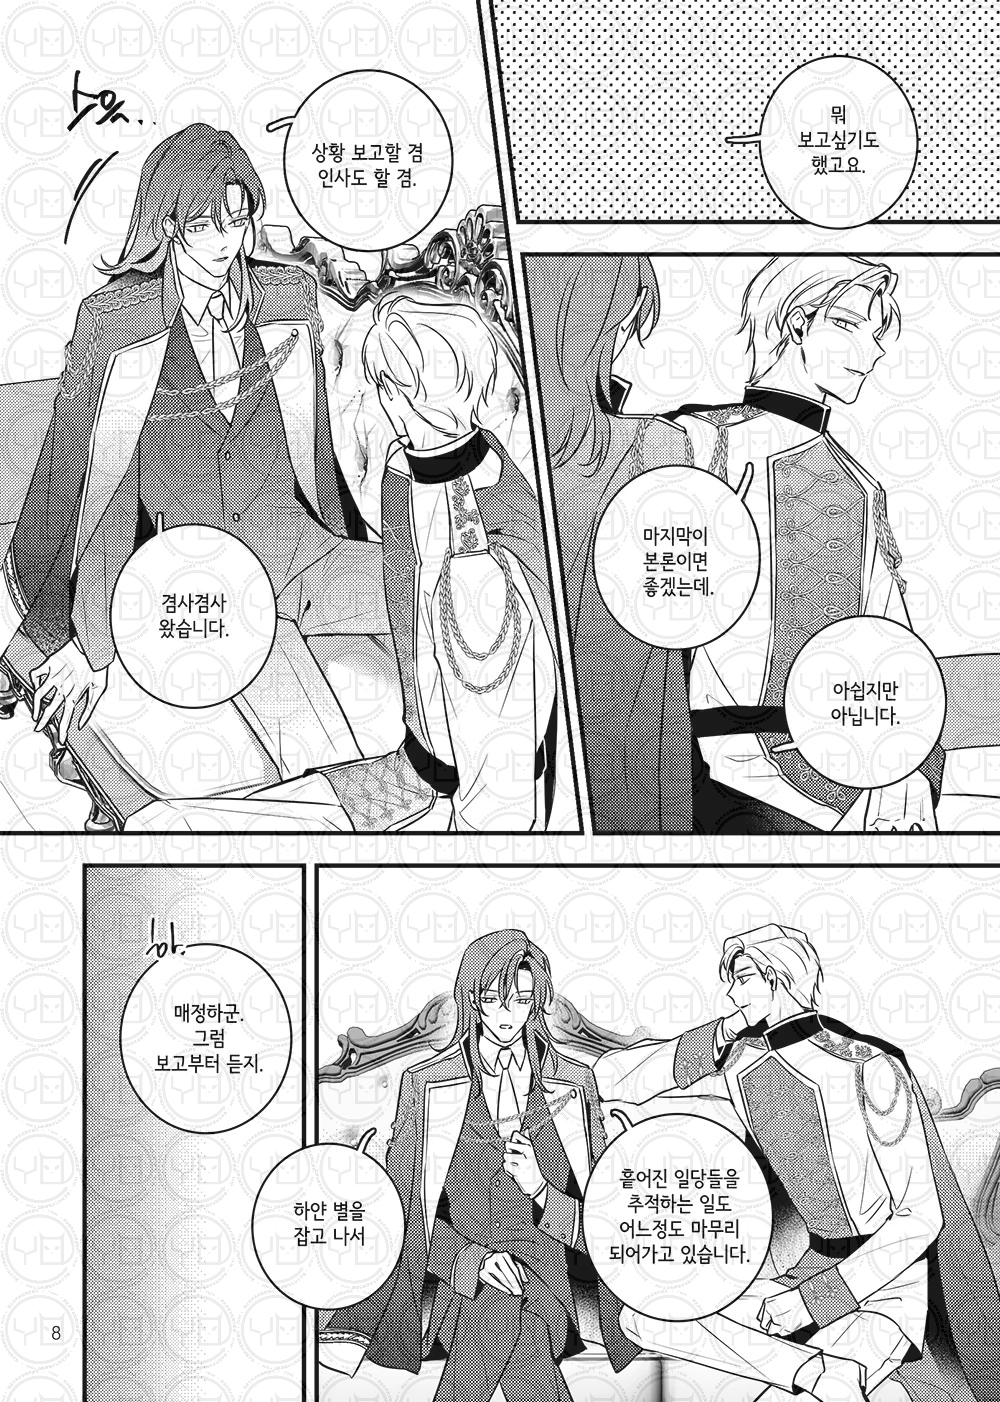 톳...
상황 보고할 겸
인사도 할 겸.
겸사겸사
왔습니다.
뭐
보고싶기도
했고요.
마지막이
본론이면
좋겠는데.
아쉽지만
아닙니다.
하.
매정하군.
그럼
보고부터 듣지.
하얀 별을
잡고 나서
흩어진 일당들을
추적하는 일도
어느정도 마무리
되어가고 있습니다.
8